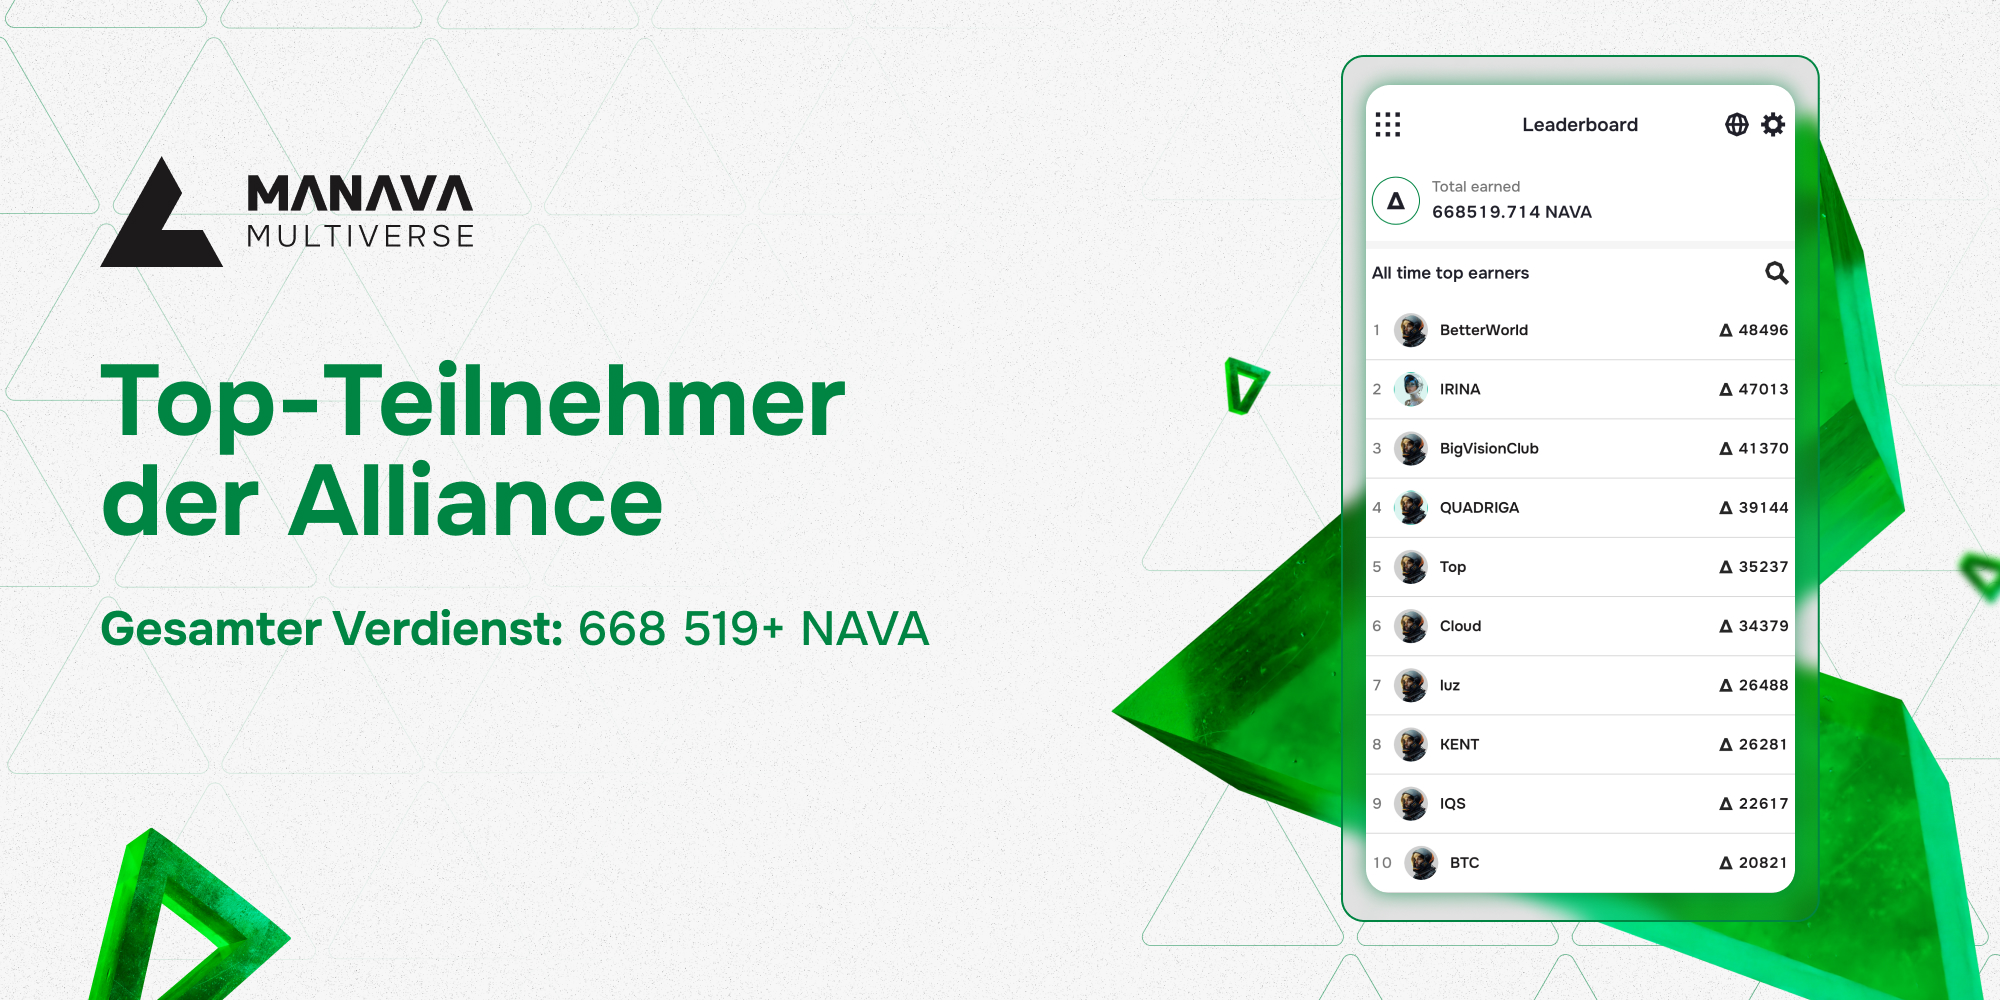 MANAVA
MULTIVERSE
Top-Teilnehmer
der Alliance
Gesamter Verdienst: 668 519+ NAVA
Leaderboard
Total earned
668519.714 NAVA
All time top earners
1 BetterWorld 48496
2 IRINA 47013
3 BigVisionClub 41370
4 QUADRIGA 39144
5 Top 35237
6 Cloud 34379
7 luz 26488
8 KENT 26281
9 IQS 22617
10 BTC 20821